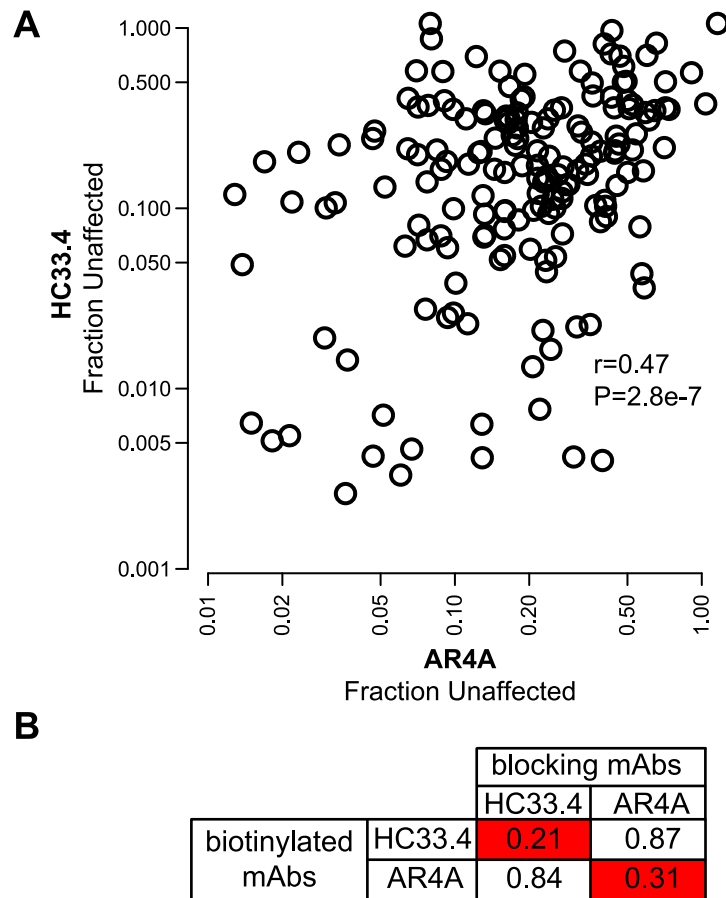 A
1.000
0.500
0.100
0.050
0.010
0.005
0.001
HC33.4
Fraction Unaffected
r=0.47
P=2.8e-7
0.01
0.02
0.05
0.10
0.20
0.50
1.00
AR4A
Fraction Unaffected
B
blocking mAbs
HC33.4 AR4A
biotinylated mAbs
HC33.4 0.21 0.87
AR4A 0.84 0.31